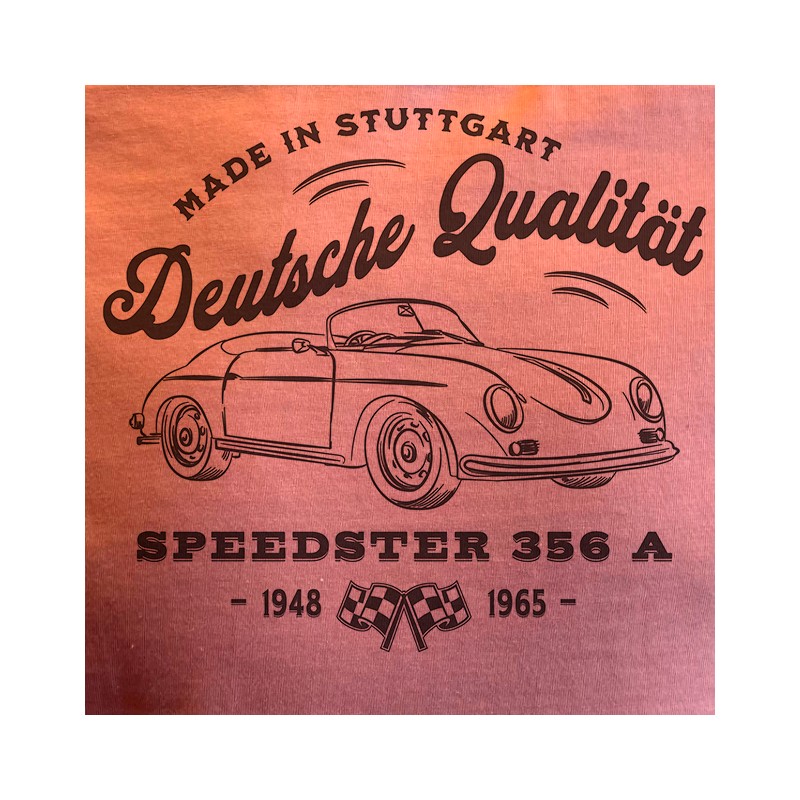 MADE IN STUTTGART
Deutsche Qualität
SPEEDSTER 356 A
- 1948 1965 -